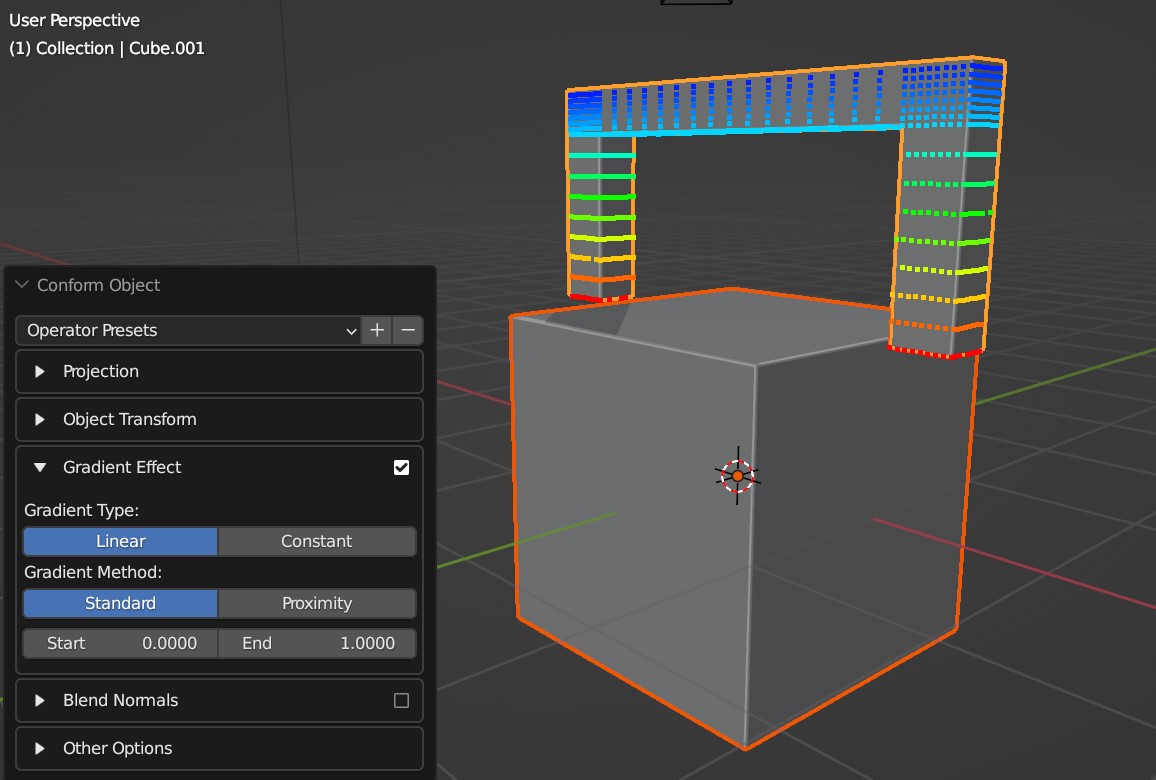 User Perspective
(1) Collection | Cube.001
Conform Object
Operator Presets
Projection
Object Transform
Gradient Effect
Gradient Type:
Linear Constant
Gradient Method:
Standard Proximity
Start 0.0000 End 1.0000
Blend Normals
Other Options